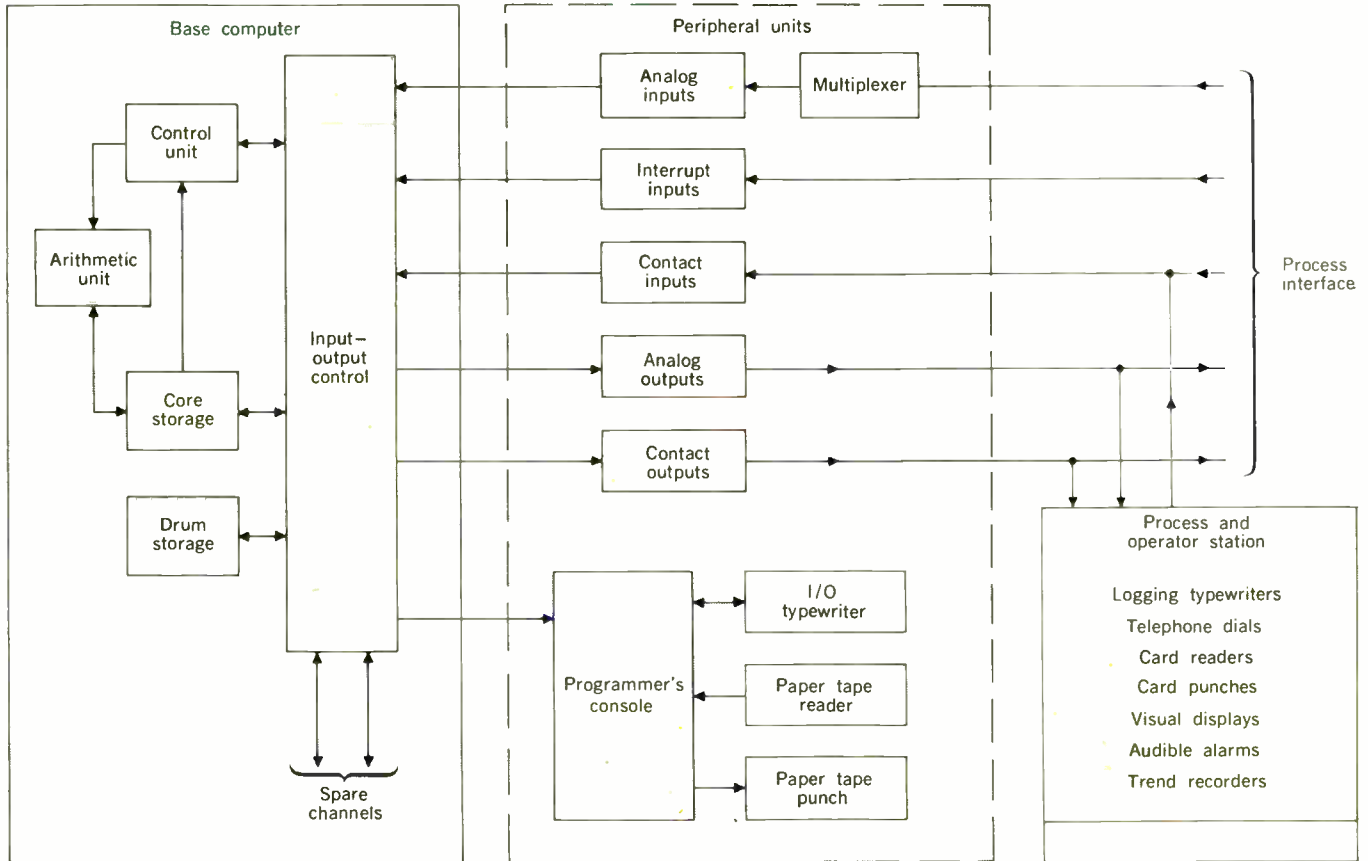 Base computer
Peripheral units
Analog
inputs
Multiplexer
Control
unit
Interrupt
inputs
Arithmetic
unit
Contact
inputs
Process
interface
Input–
output
control
Analog
outputs
Core
storage
Contact
outputs
Drum
storage
Process and
operator station
I/O
typewriter
Logging typewriters
Telephone dials
Card readers
Card punches
Visual displays
Audible alarms
Trend recorders
Programmer's
console
Paper tape
reader
Paper tape
punch
Spare
channels